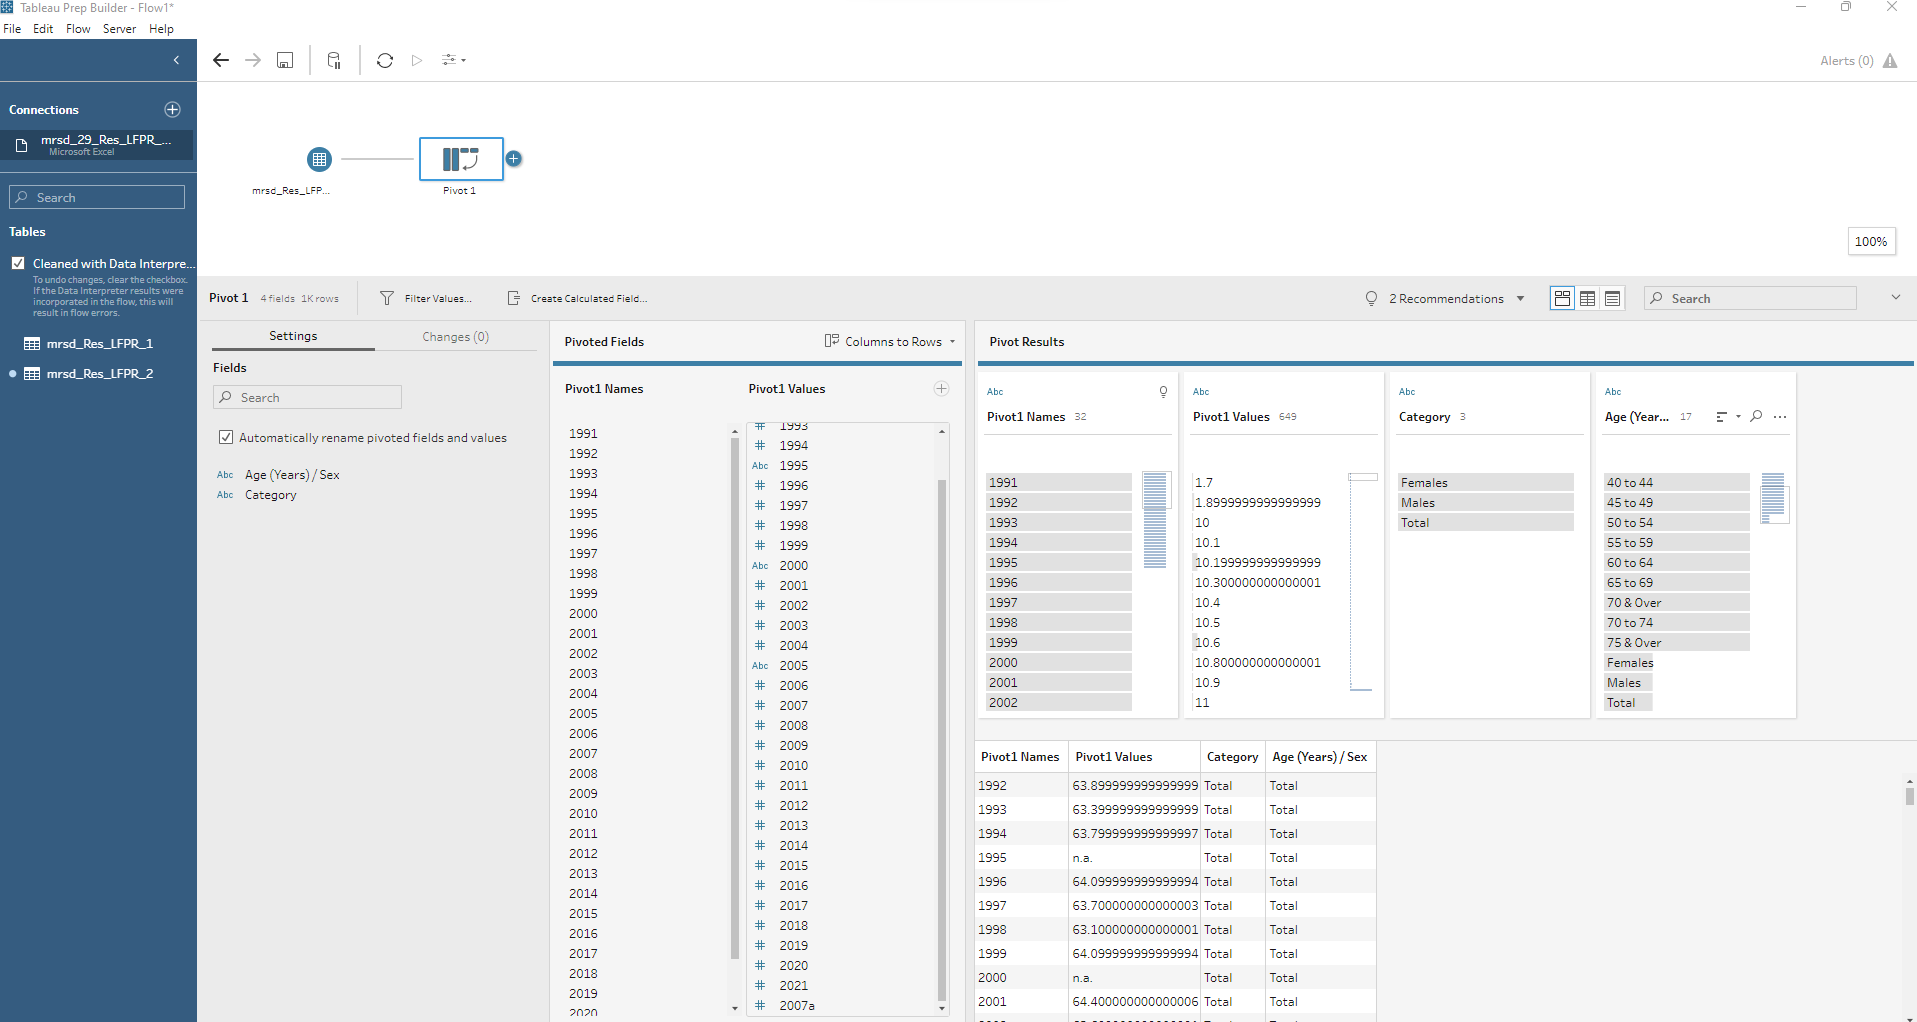 Tableau Prep Builder - Flow1*
File Edit Flow Server Help
Alerts (0)
Connections
mrsd_29_Res_LFPR_...
Microsoft Excel
Search
Tables
Cleaned with Data Interpre...
To undo changes, clear the checkbox.
If the Data Interpreter results were
incorporated in the flow, this will
result in flow errors.
mrsd_Res_LFPR_1
mrsd_Res_LFPR_2
mrsd_Res_LFP...
Pivot 1
100%
Pivot 1 4 fields 1K rows Filter Values... Create Calculated Field... 2 Recommendations Search
Settings Changes (0)
Fields
Search
Automatically rename pivoted fields and values
Abc Age (Years) / Sex
Abc Category
Pivoted Fields Columns to Rows
Pivot1 Names
1991
1992
1993
1994
1995
1996
1997
1998
1999
2000
2001
2002
2003
2004
2005
2006
2007
2008
2009
2010
2011
2012
2013
2014
2015
2016
2017
2018
2019
2020
Pivot1 Values
# 1993
# 1994
Abc 1995
# 1996
# 1997
# 1998
# 1999
Abc 2000
# 2001
# 2002
# 2003
# 2004
Abc 2005
# 2006
# 2007
# 2008
# 2009
# 2010
# 2011
# 2012
# 2013
# 2014
# 2015
# 2016
# 2017
# 2018
# 2019
# 2020
# 2021
# 2007a
Pivot Results
Abc
Pivot1 Names 32
1991
1992
1993
1994
1995
1996
1997
1998
1999
2000
2001
2002
Abc
Pivot1 Values 649
1.7
1.8999999999999999
10
10.1
10.199999999999999
10.300000000000001
10.4
10.5
10.6
10.800000000000001
10.9
11
Abc
Category 3
Females
Males
Total
Abc
Age (Year... 17
40 to 44
45 to 49
50 to 54
55 to 59
60 to 64
65 to 69
70 & Over
70 to 74
75 & Over
Females
Males
Total
Pivot1 Names Pivot1 Values Category Age (Years) / Sex
1992 63.899999999999999 Total Total
1993 63.399999999999999 Total Total
1994 63.799999999999997 Total Total
1995 n.a. Total Total
1996 64.099999999999994 Total Total
1997 63.700000000000003 Total Total
1998 63.100000000000001 Total Total
1999 64.099999999999994 Total Total
2000 n.a. Total Total
2001 64.400000000000006 Total Total